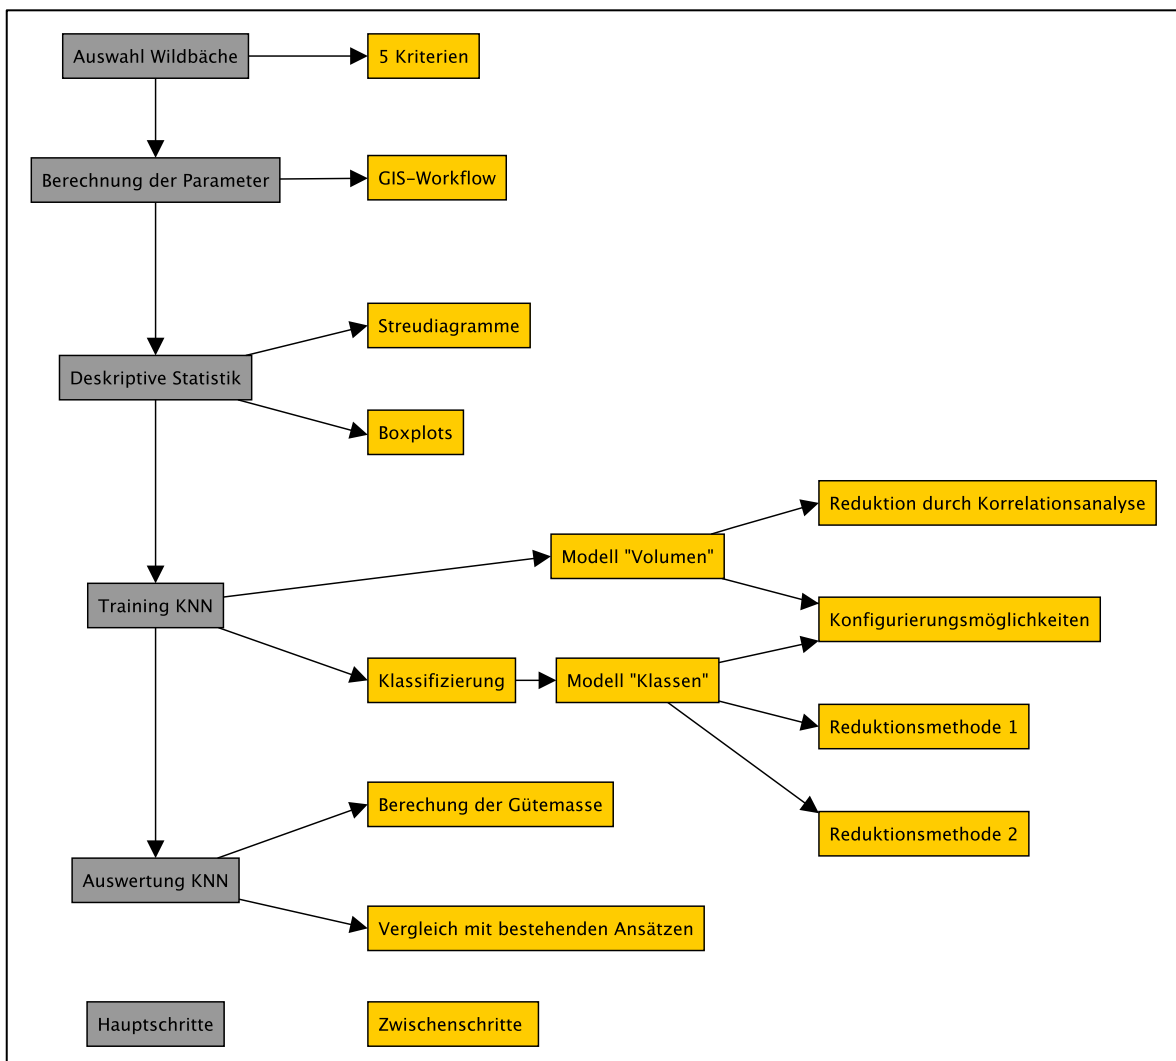 Auswahl Wildbäche
5 Kriterien
Berechnung der Parameter
GIS-Workflow
Streudiagramme
Deskriptive Statistik
Boxplots
Reduktion durch Korrelationsanalyse
Modell "Volumen"
Training KNN
Konfigurierungsmöglichkeiten
Klassifizierung
Modell "Klassen"
Reduktionsmethode 1
Berechung der Gütemasse
Reduktionsmethode 2
Auswertung KNN
Vergleich mit bestehenden Ansätzen
Hauptschritte
Zwischenschritte